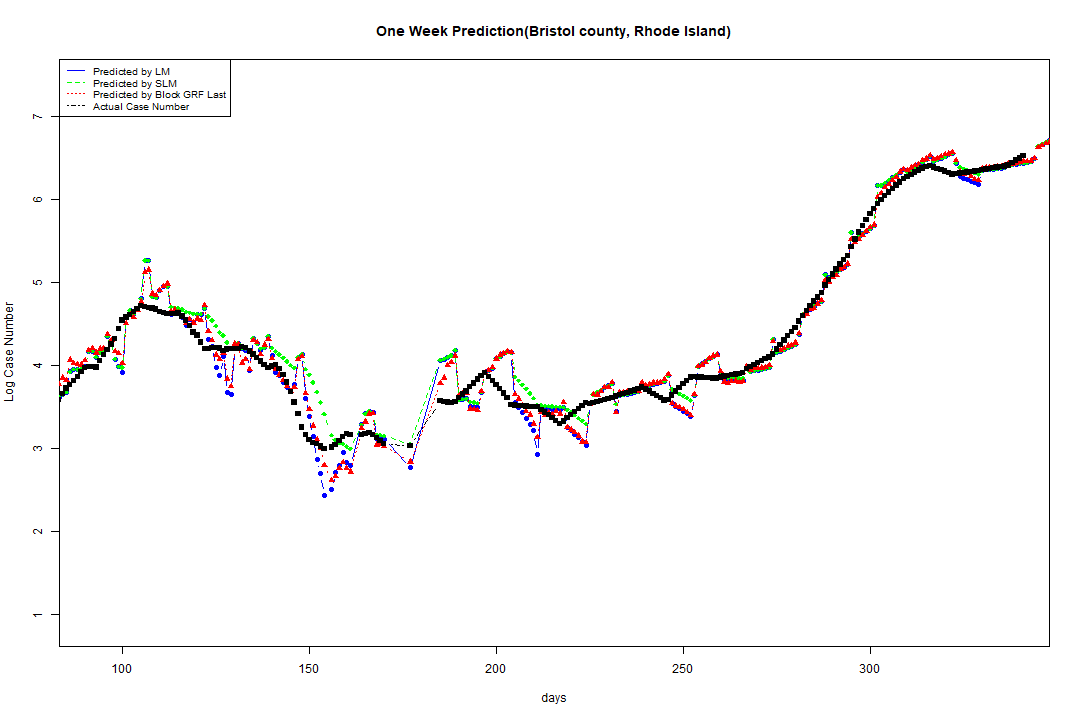 One Week Prediction(Bristol county, Rhode Island)
Predicted by LM
Predicted by SLM
Predicted by Block GRF Last
Actual Case Number
7
6
5
4
3
2
1
Log Case Number
100 150 200 250 300
days